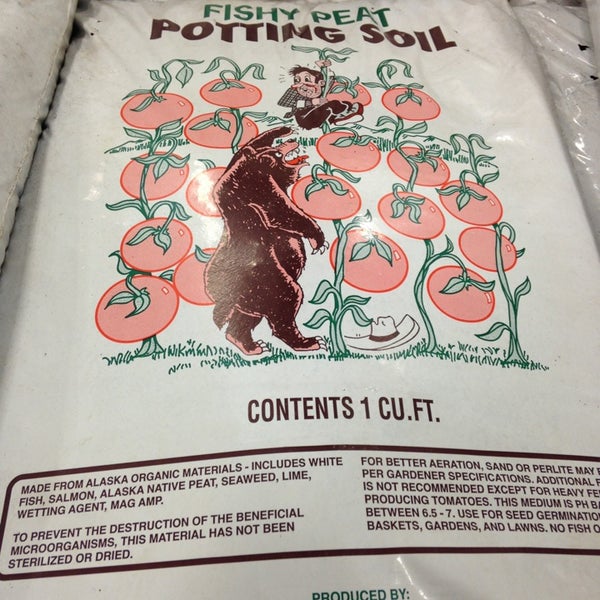 FISHY PEAT
POTTING SOIL
CONTENTS 1 CU.FT.
MADE FROM ALASKA ORGANIC MATERIALS - INCLUDES WHITE
FISH, SALMON, ALASKA NATIVE PEAT, SEAWEED, LIME,
WETTING AGENT, MAG AMP.
TO PREVENT THE DESTRUCTION OF THE BENEFICIAL
MICROORGANISMS, THIS MATERIAL HAS NOT BEEN
STERILIZED OR DRIED.
FOR BETTER AERATION, SAND OR PERLITE MAY
PER GARDENER SPECIFICATIONS. ADDITIONAL
IS NOT RECOMMENDED EXCEPT FOR HEAVY
PRODUCING TOMATOES. THIS MEDIUM IS PH
BETWEEN 6.5 - 7. USE FOR SEED
BASKETS, GARDENS, AND LAWNS. NO FISH
PRODUCED BY: